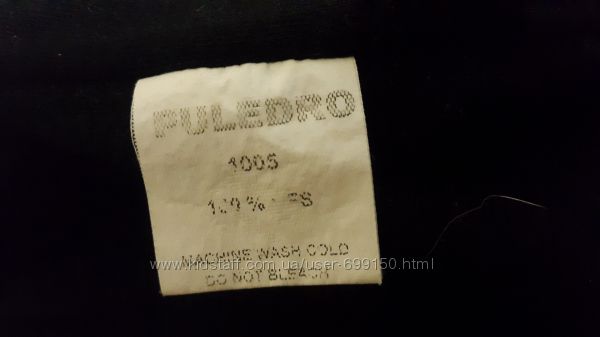 PULEDRO
1005
MACHINE WASH COLD
www.kidstaff.com.ua/user-699150.html
DO NOT BLEACH